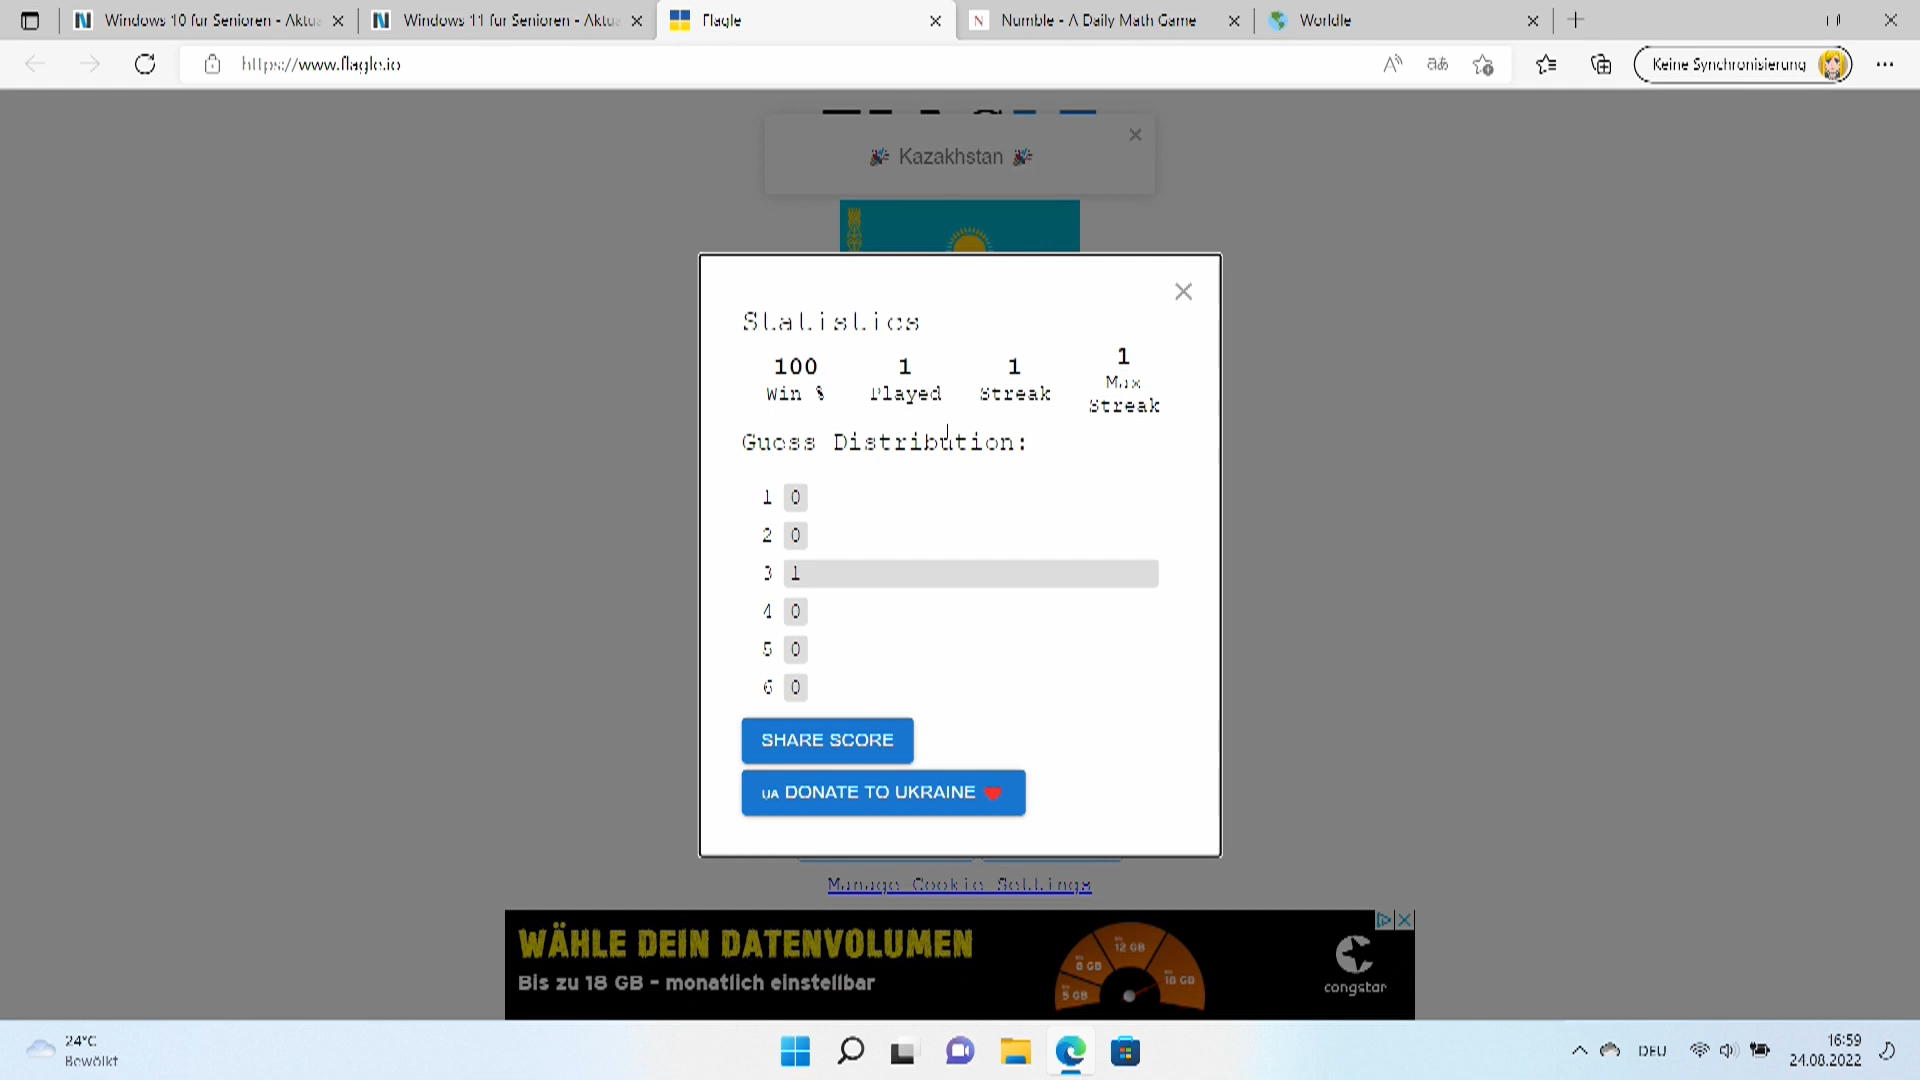 Windows 10 für Senioren - Aktu
Windows 11 für Senioren - Aktu
Flagle
N
Numble - A Daily Math Game
Worldle
https://www.flagle.io
Keine Synchronisierung
Kazakhstan
Statistics
100
1
1
1
Win %
Played
Streak
Max
Streak
Guess Distribution:
1 0
2 0
3 1
4 0
5 0
6 0
SHARE SCORE
UA DONATE TO UKRAINE
Manage Cookie Settings
WÄHLE DEIN DATENVOLUMEN
Bis zu 18 GB – monatlich einstellbar
5 GB
8 GB
12 GB
18 GB
congstar
24°C
Bewölkt
DEU
16:59
24.08.2022